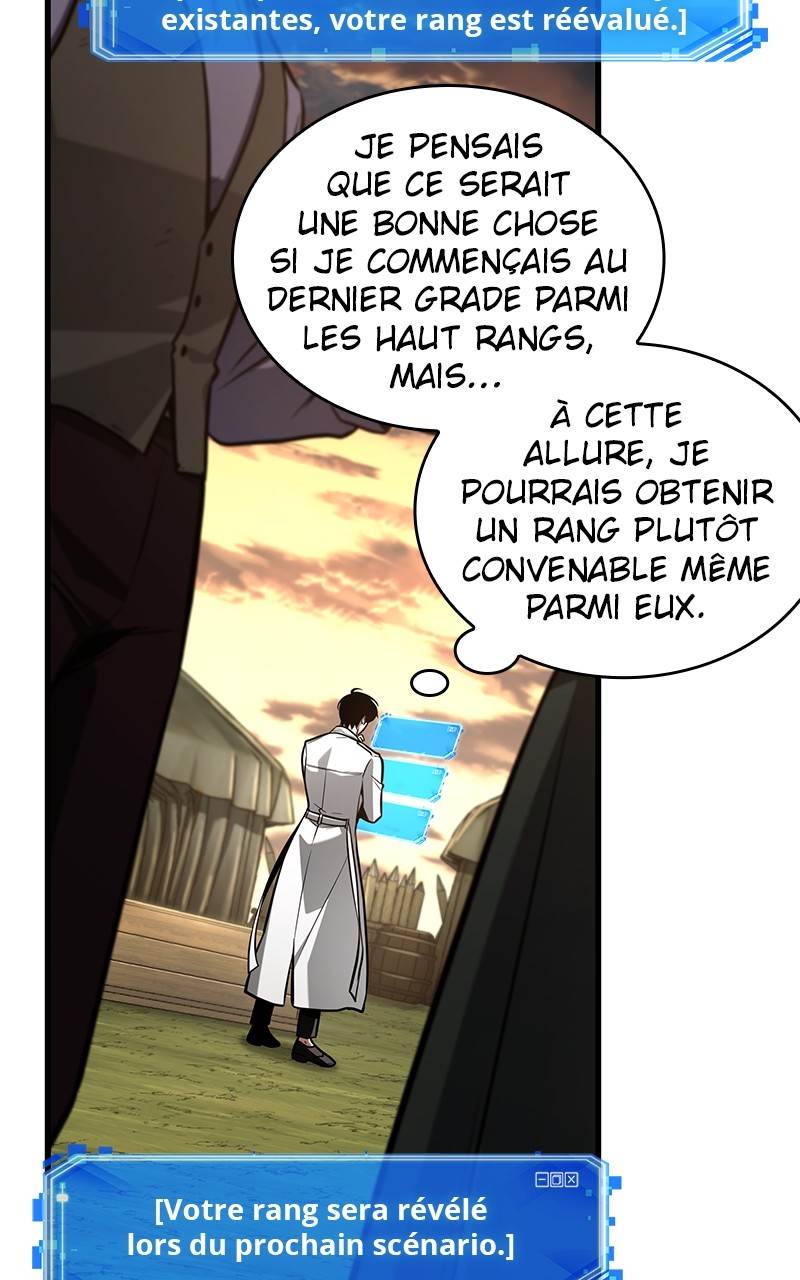 existantes, votre rang est réévalué.]
JE PENSAIS
QUE CE SERAIT
UNE BONNE CHOSE
SI JE COMMENÇAIS AU
DERNIER GRADE PARMI
LES HAUT RANGS,
MAIS...
À CETTE
ALLURE, JE
POURRAIS OBTENIR
UN RANG PLUTÔT
CONVENABLE MÊME
PARMI EUX.
[Votre rang sera révélé
lors du prochain scénario.]